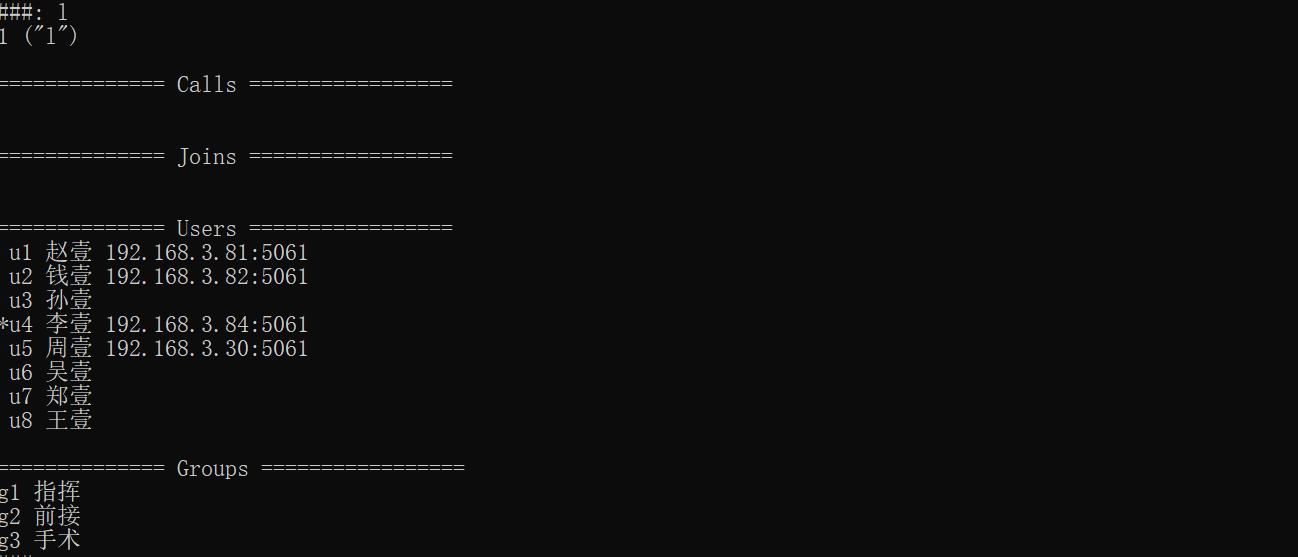 ###: l
l ("l")
============== Calls =================
============== Joins =================
============== Users =================
u1 赵壹 192.168.3.81:5061
u2 钱壹 192.168.3.82:5061
u3 孙壹
*u4 李壹 192.168.3.84:5061
u5 周壹 192.168.3.30:5061
u6 吴壹
u7 郑壹
u8 王壹
============== Groups =================
g1 指挥
g2 前接
g3 手术